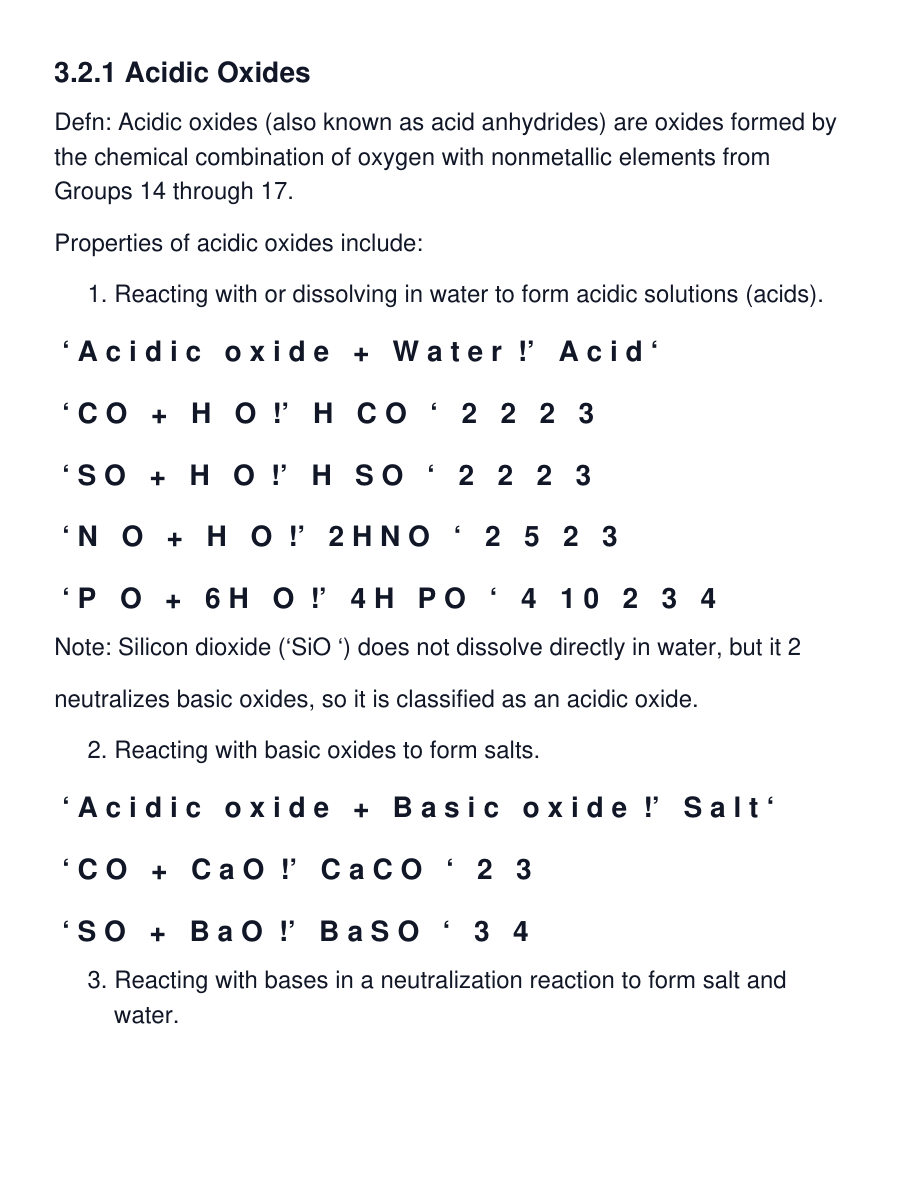 3.2.1 Acidic Oxides
Defn: Acidic oxides (also known as acid anhydrides) are oxides formed by
the chemical combination of oxygen with nonmetallic elements from
Groups 14 through 17.
Properties of acidic oxides include:
1. Reacting with or dissolving in water to form acidic solutions (acids).
‘Acidic oxide + Water !’ Acid‘
‘CO + H O !’ H CO ‘ 2 2 2 3
‘SO + H O !’ H SO ‘ 2 2 2 3
‘N O + H O !’ 2HNO ‘ 2 5 2 3
‘P O + 6H O !’ 4H PO ‘ 4 10 2 3 4
Note: Silicon dioxide (‘SiO ‘) does not dissolve directly in water, but it 2
neutralizes basic oxides, so it is classified as an acidic oxide.
2. Reacting with basic oxides to form salts.
‘Acidic oxide + Basic oxide !’ Salt‘
‘CO + CaO !’ CaCO ‘ 2 3
‘SO + BaO !’ BaSO ‘ 3 4
3. Reacting with bases in a neutralization reaction to form salt and
water.